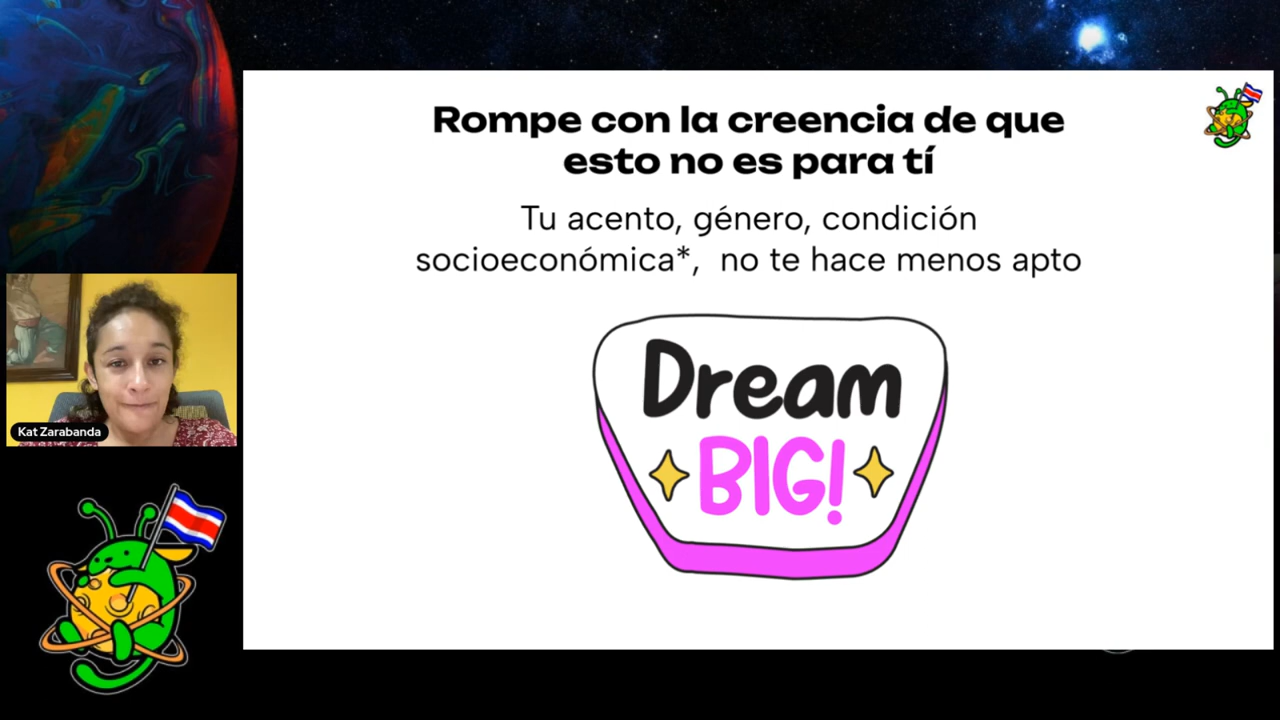 Rompe con la creencia de que
esto no es para tí
Tu acento, género, condición
socioeconómica*, no te hace menos apto
Dream
BIG!
Kat Zarabanda